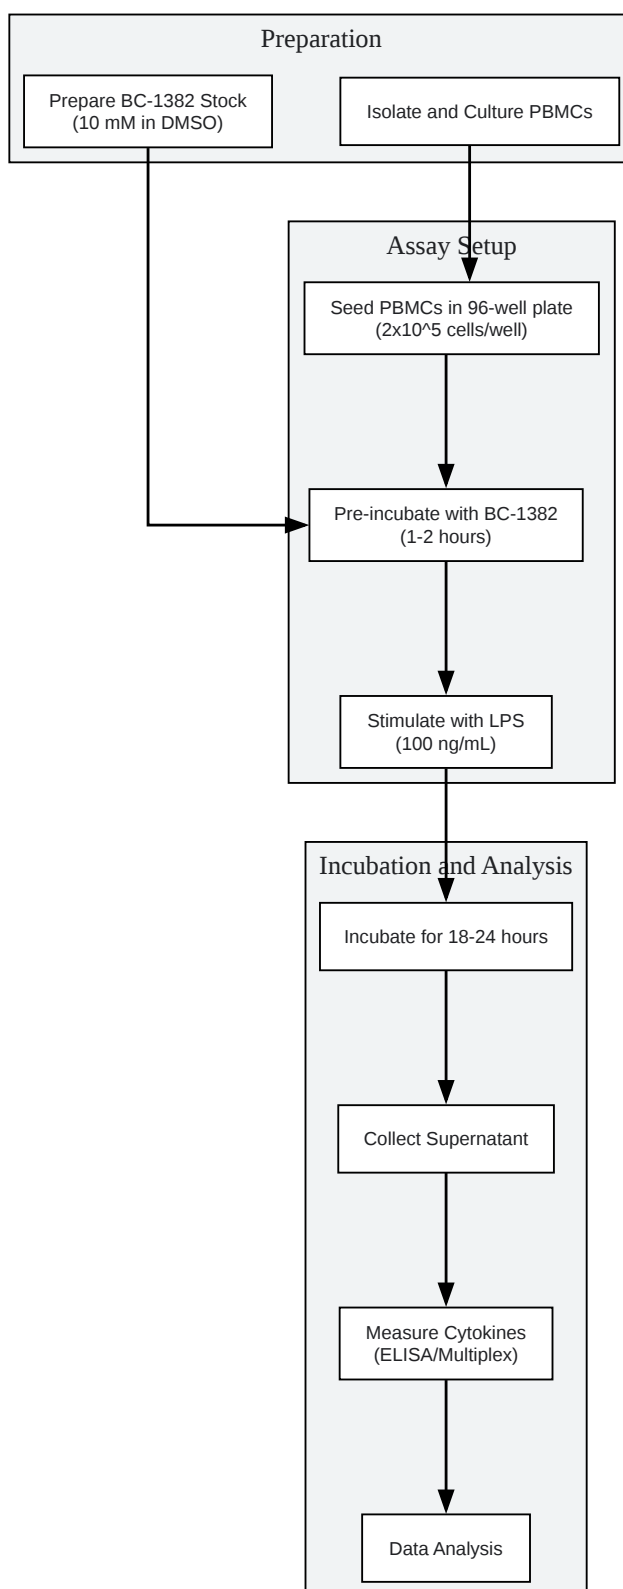 Preparation
Prepare BC-1382 Stock
(10 mM in DMSO)
Isolate and Culture PBMCs
Assay Setup
Seed PBMCs in 96-well plate
(2x10^5 cells/well)
Pre-incubate with BC-1382
(1-2 hours)
Stimulate with LPS
(100 ng/mL)
Incubation and Analysis
Incubate for 18-24 hours
Collect Supernatant
Measure Cytokines
(ELISA/Multiplex)
Data Analysis